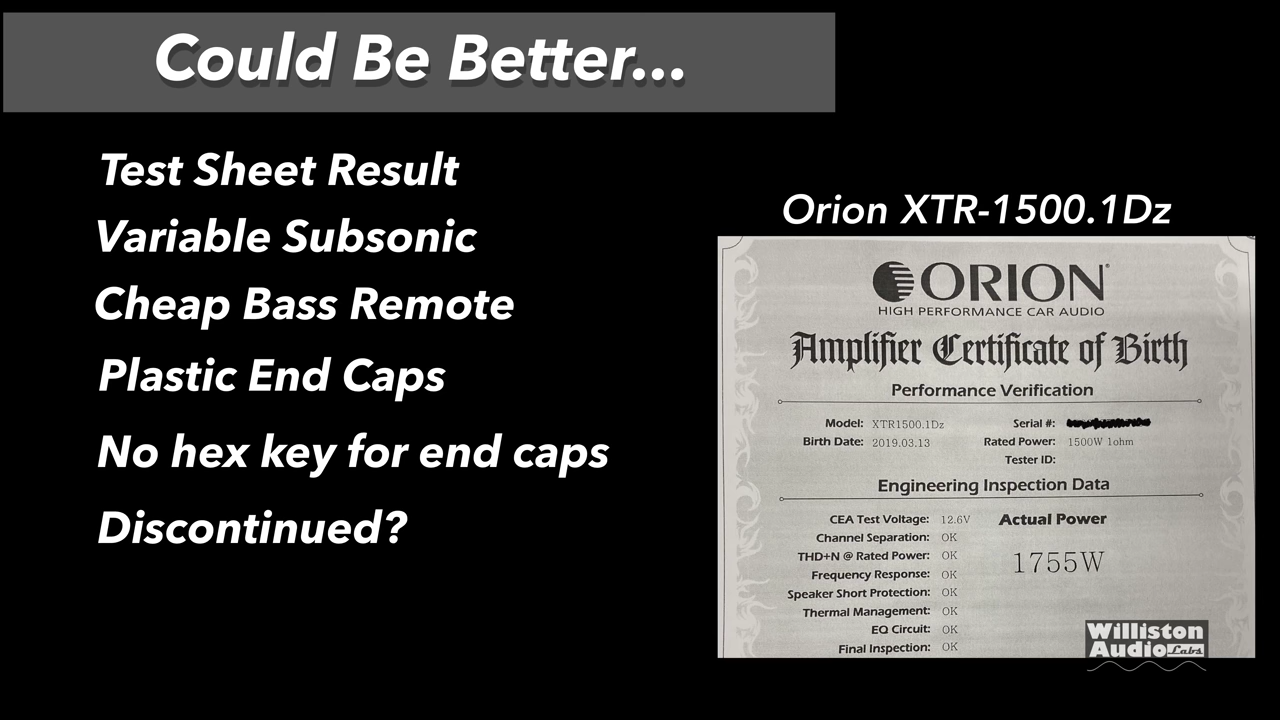 Could Be Better...
Test Sheet Result
Variable Subsonic
Cheap Bass Remote
Plastic End Caps
No hex key for end caps
Discontinued?
Orion XTR-1500.1Dz
ORION®
HIGH PERFORMANCE CAR AUDIO
Amplifier Certificate of Birth
Performance Verification
Model: XTR1500.1Dz Serial #:
Birth Date: 2019.03.13 Rated Power: 1500W 1ohm
Tester ID:
Engineering Inspection Data
CEA Test Voltage: 12.6V Actual Power
Channel Separation: OK
THD+N @ Rated Power: OK 1755W
Frequency Response: OK
Speaker Short Protection: OK
Thermal Management: OK
EQ Circuit: OK
Final Inspection: OK
Williston
Audio Labs